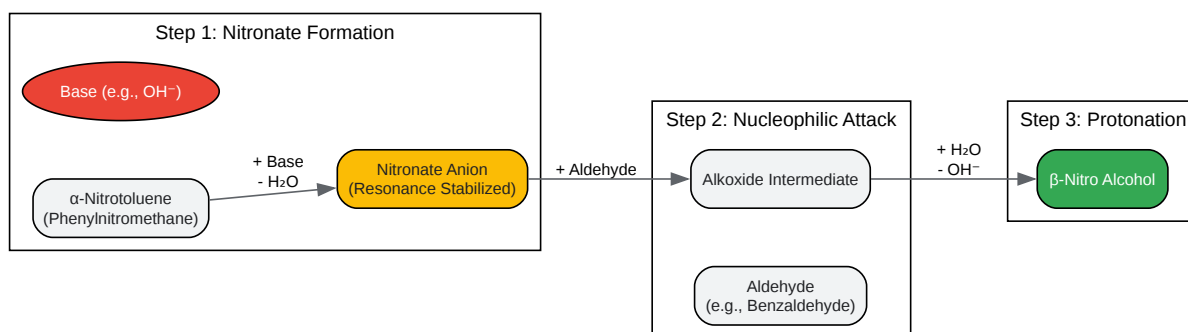 Step 1: Nitronate Formation
Base (e.g., OH⁻)
α-Nitrotoluene
(Phenylnitromethane)
+ Base
- H₂O
Nitronate Anion
(Resonance Stabilized)
+ Aldehyde
Step 2: Nucleophilic Attack
Alkoxide Intermediate
Aldehyde
(e.g., Benzaldehyde)
+ H₂O
- OH⁻
Step 3: Protonation
β-Nitro Alcohol